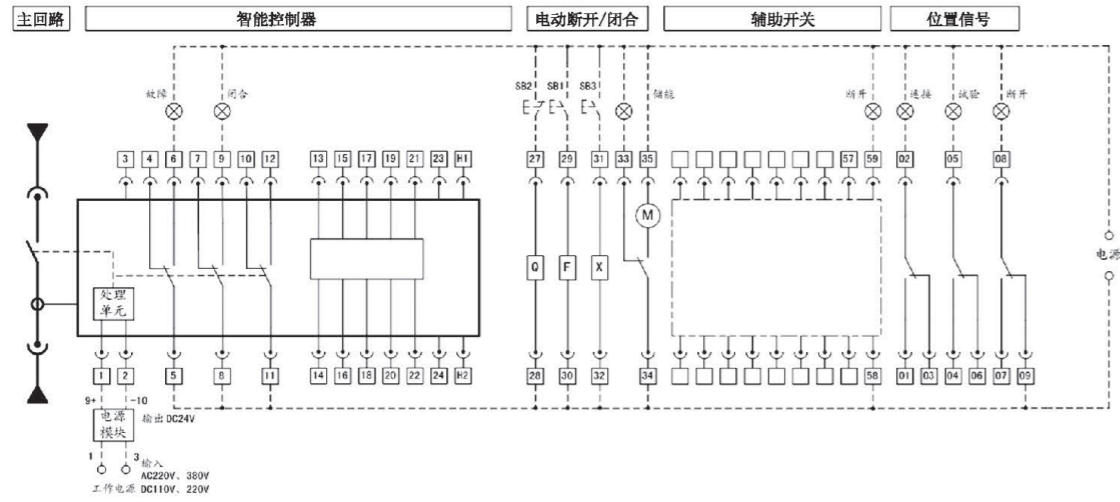 主回路 智能控制器 电动断开/闭合 辅助开关 位置信号
SB2 SB1 SB3
故障 闭合 储能 断开 连接 试验 断开
3 4 6 7 9 10 12 13 15 17 19 21 23 H1 27 29 31 33 35 57 59 02 05 08
M
电源
Q F X
处理
单元
1 2 5 8 11 14 16 18 20 22 24 H2 28 30 32 34 58 01 03 04 06 07 09
9+ -10
电源
模块
输出DC24V
1 3
输入
AC220V、380V
工作电源 DC110V、220V